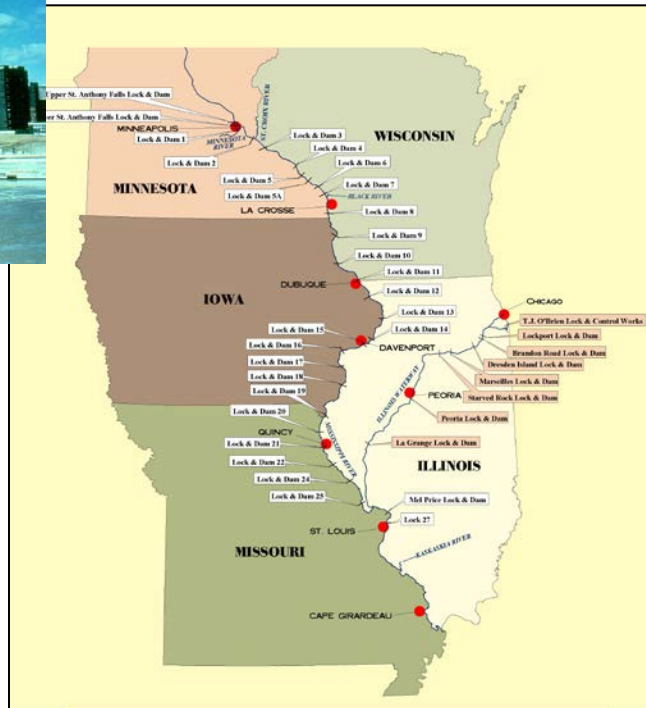 Upper St. Anthony Falls Lock & Dam
er St. Anthony Falls Lock & Dam
MINNEAPOLIS
Lock & Dam 1
MINNESOTA
RIVER
ST. CROIX RIVER
Lock & Dam 2
Lock & Dam 3
Lock & Dam 4
WISCONSIN
Lock & Dam 5
Lock & Dam 6
Lock & Dam 5A
Lock & Dam 7
MINNESOTA
BLACK RIVER
LA CROSSE
Lock & Dam 8
Lock & Dam 9
Lock & Dam 10
Lock & Dam 11
DUBUQUE
Lock & Dam 12
IOWA
Lock & Dam 13
CHICAGO
T.J. O'Brien Lock & Control Works
Lock & Dam 15
Lock & Dam 14
Lockport Lock & Dam
Lock & Dam 16
DAVENPORT
Brandon Road Lock & Dam
Lock & Dam 17
Dresden Island Lock & Dam
Lock & Dam 18
Marseilles Lock & Dam
Lock & Dam 19
ILLINOIS WATERWAY
PEORIA
Starved Rock Lock & Dam
Lock & Dam 20
Peoria Lock & Dam
QUINCY
MISSISSIPPI RIVER
Lock & Dam 21
La Grange Lock & Dam
Lock & Dam 22
ILLINOIS
Lock & Dam 24
Lock & Dam 25
Mel Price Lock & Dam
Lock 27
ST. LOUIS
MISSOURI
KASKASKIA RIVER
CAPE GIRARDEAU